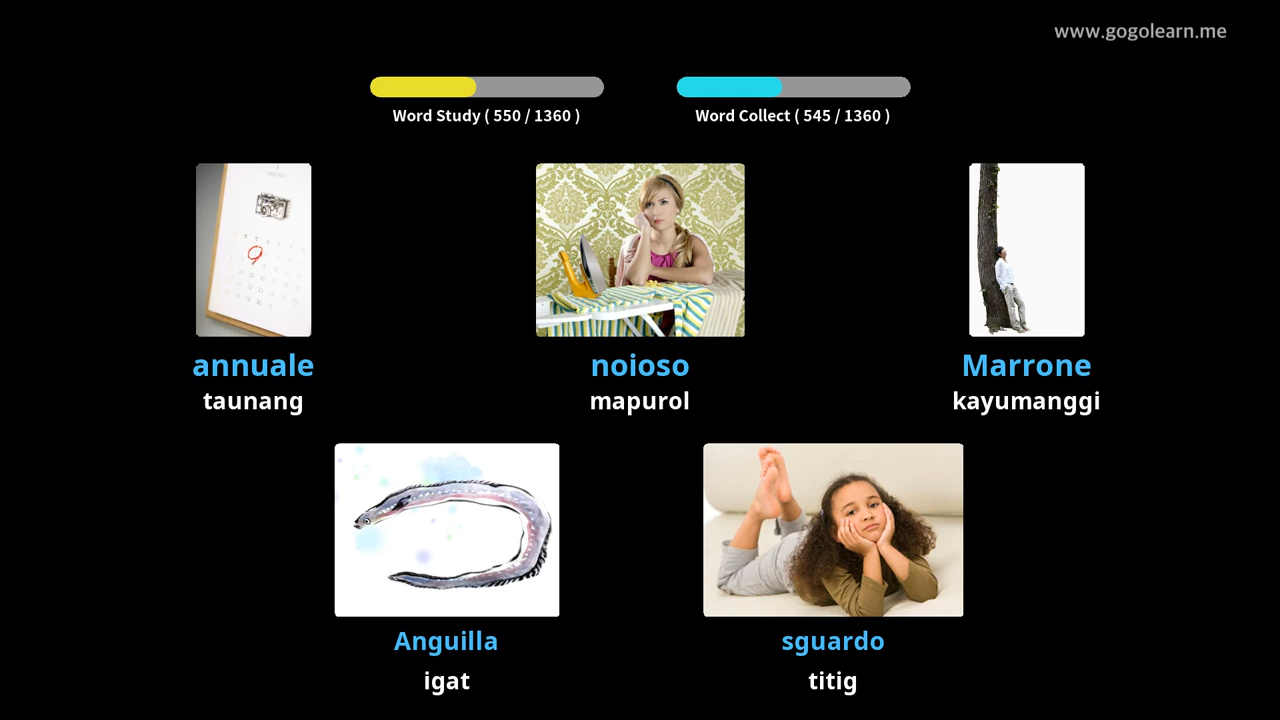 www.gogolearn.me
Word Study ( 550 / 1360 )
Word Collect ( 545 / 1360 )
annuale
taunang
noioso
mapurol
Marrone
kayumanggi
Anguilla
igat
sguardo
titig